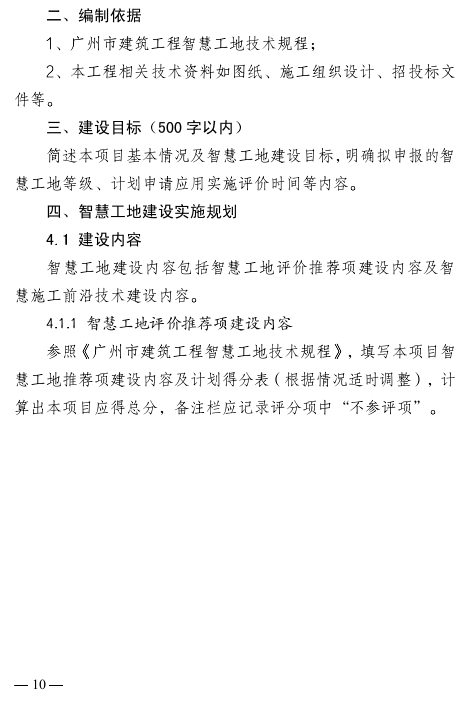 二、编制依据
1、广州市建筑工程智慧工地技术规程；
2、本工程相关技术资料如图纸、施工组织设计、招投标文
件等。
三、建设目标（500 字以内）
简述本项目基本情况及智慧工地建设目标，明确拟申报的智
慧工地等级、计划申请应用实施评价时间等内容。
四、智慧工地建设实施规划
4.1 建设内容
智慧工地建设内容包括智慧工地评价推荐项建设内容及智
慧施工前沿技术建设内容。
4.1.1 智慧工地评价推荐项建设内容
参照《广州市建筑工程智慧工地技术规程》，填写本项目智
慧工地推荐项建设内容及计划得分表（根据情况适时调整），计
算出本项目应得总分，备注栏应记录评分项中“不参评项”。
— 10 —